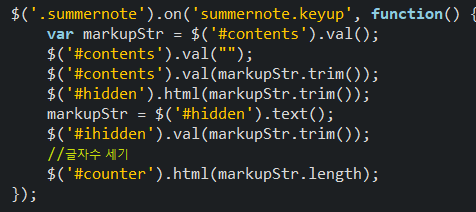 $('.summernote').on('summernote.keyup', function() {
var markupStr = $('#contents').val();
$('#contents').val("");
$('#contents').val(markupStr.trim());
$('#hidden').html(markupStr.trim());
markupStr = $('#hidden').text();
$('#ihidden').val(markupStr.trim());
//글자수 세기
$('#counter').html(markupStr.length);
});